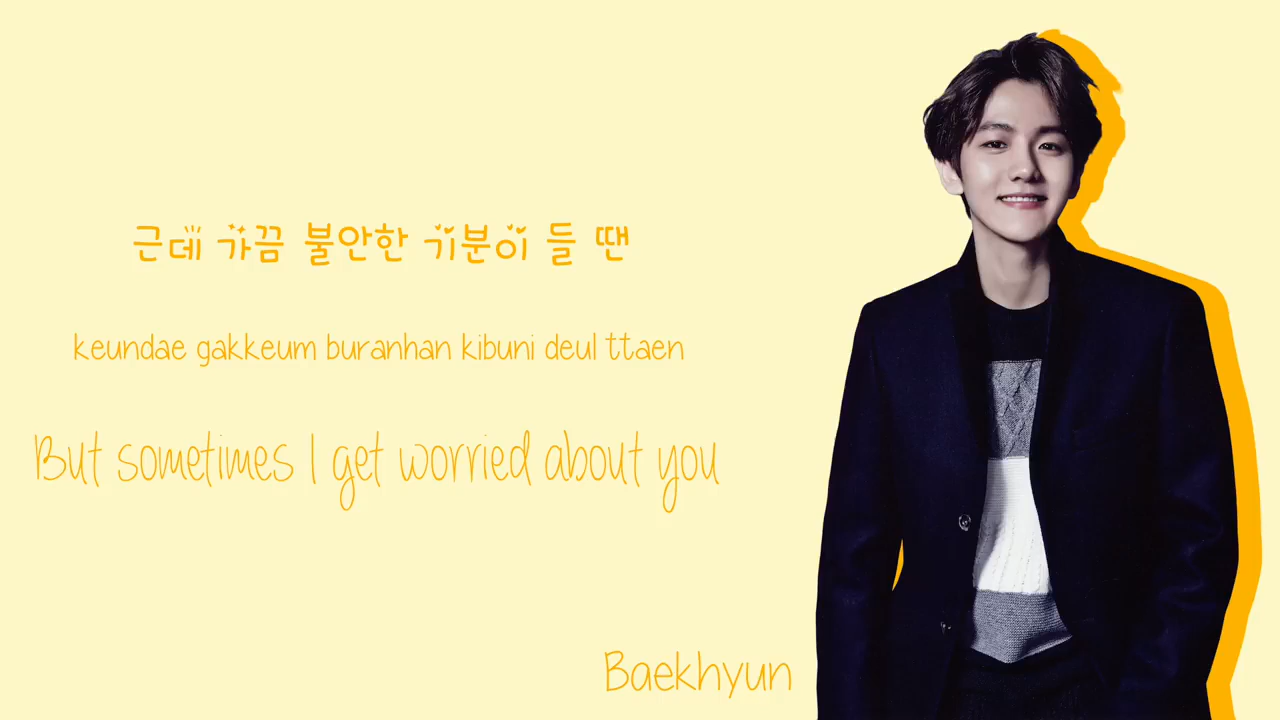 근데 가끔 불안한 기분이 들 땐
keundae gakkeum buranhan kibuni deul ttaen
But sometimes I get worried about you
Baekhyun